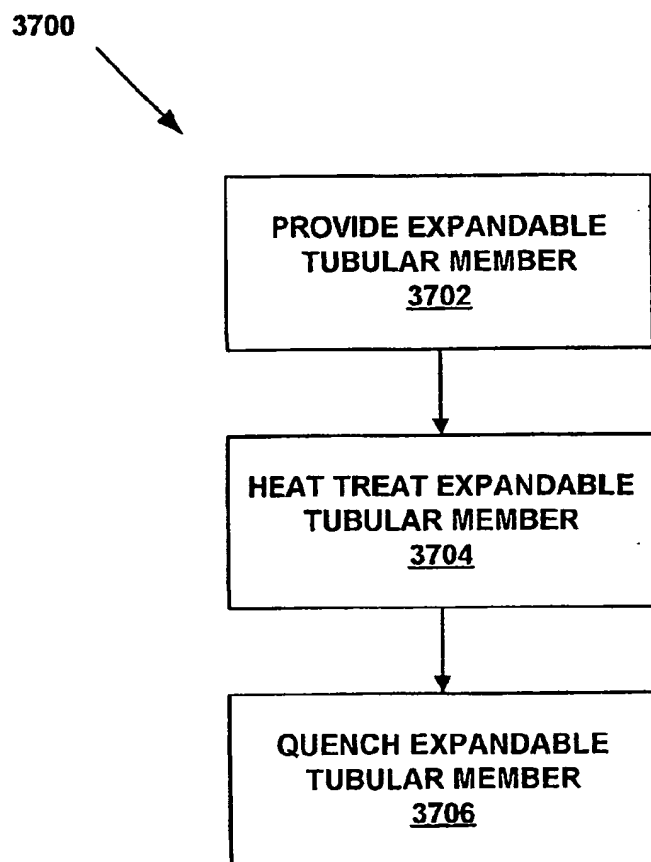 3700
PROVIDE EXPANDABLE
TUBULAR MEMBER
3702
HEAT TREAT EXPANDABLE
TUBULAR MEMBER
3704
QUENCH EXPANDABLE
TUBULAR MEMBER
3706